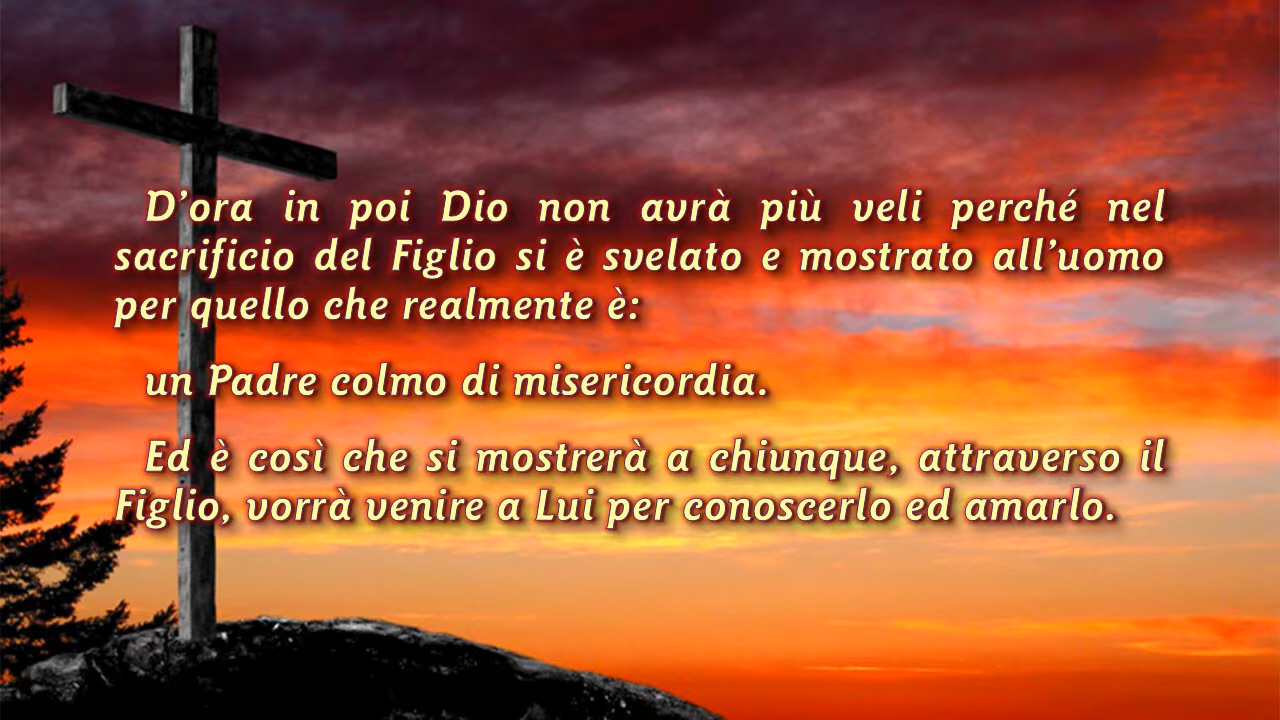 D’ora in poi Dio non avrà più veli perché nel
sacrificio del Figlio si è svelato e mostrato all’uomo
per quello che realmente è:
un Padre colmo di misericordia.
Ed è così che si mostrerà a chiunque, attraverso il
Figlio, vorrà venire a Lui per conoscerlo ed amarlo.